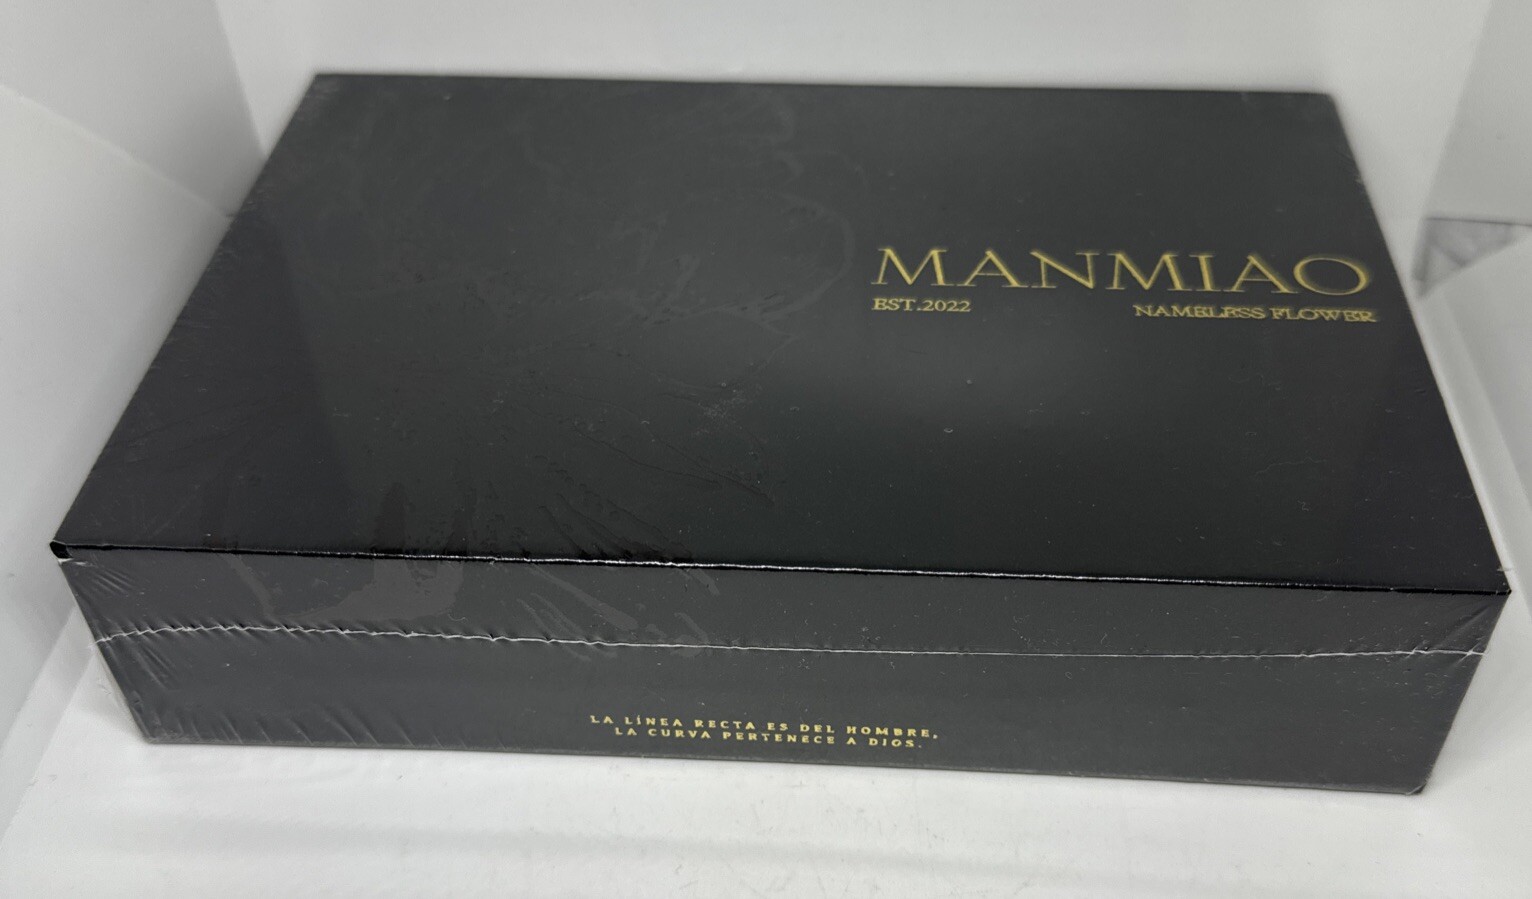 MANMIAO
EST.2022 NAMELESS FLOWER
LA LÍNEA RECTA ES DEL HOMBRE,
LA CURVA PERTENECE A DIOS.